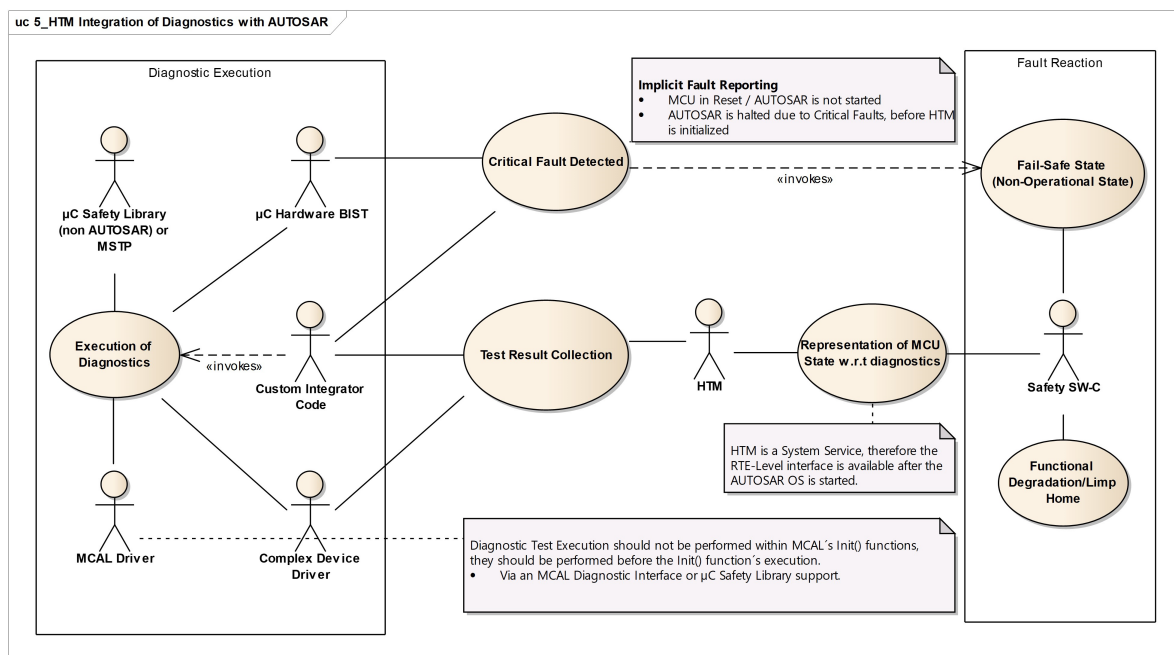 uc 5_HTM Integration of Diagnostics with AUTOSAR
Diagnostic Execution
Fault Reaction
Implicit Fault Reporting
• MCU in Reset / AUTOSAR is not started
• AUTOSAR is halted due to Critical Faults, before HTM
is initialized
Critical Fault Detected
«invokes»
Fail-Safe State
(Non-Operational State)
µC Safety Library
(non AUTOSAR) or
MSTP
µC Hardware BIST
Execution of
Diagnostics
«invokes»
Custom Integrator
Code
Test Result Collection
HTM
Representation of MCU
State w.r.t diagnostics
Safety SW-C
HTM is a System Service, therefore the
RTE-Level interface is available after the
AUTOSAR OS is started.
Functional
Degradation/Limp
Home
MCAL Driver
Complex Device
Driver
Diagnostic Test Execution should not be performed within MCAL´s Init() functions,
they should be performed before the Init() function´s execution.
• Via an MCAL Diagnostic Interface or µC Safety Library support.